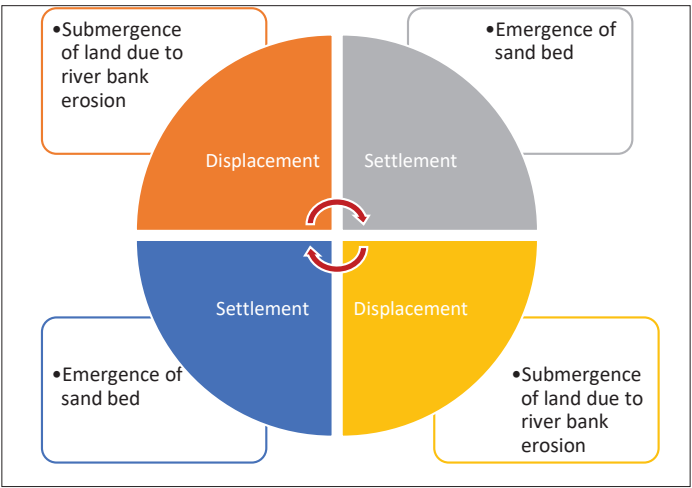 •Submergence
of land due to
river bank
erosion
•Emergence of
sand bed
Displacement
Settlement
Settlement
Displacement
•Emergence of
sand bed
•Submergence
of land due to
river bank
erosion